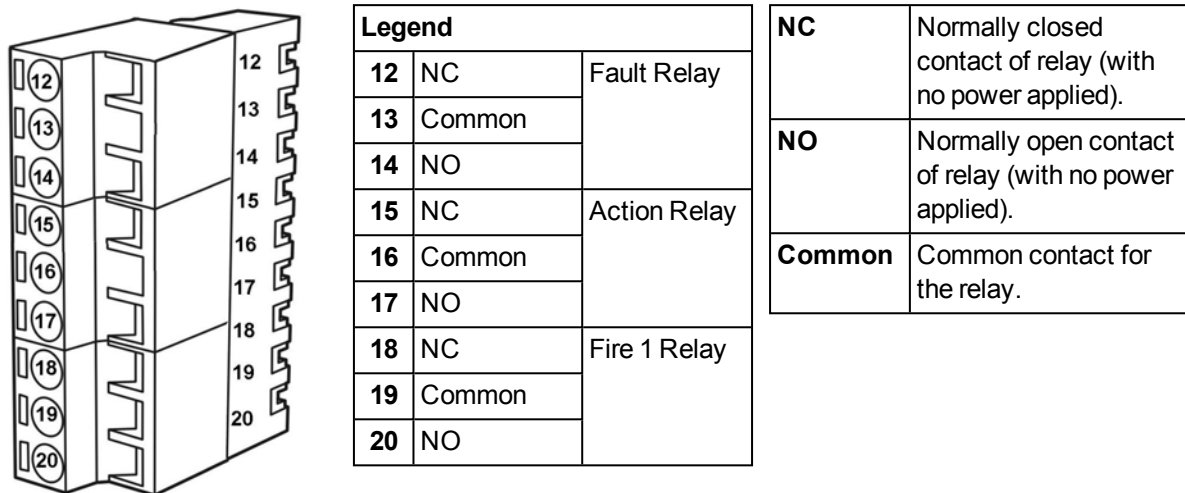 12
13
14
15
16
17
18
19
20
12
13
14
15
16
17
18
19
20
Legend
12 NC Fault Relay
13 Common
14 NO
15 NC Action Relay
16 Common
17 NO
18 NC Fire 1 Relay
19 Common
20 NO
NC Normally closed
contact of relay (with
no power applied).
NO Normally open contact
of relay (with no power
applied).
Common Common contact for
the relay.